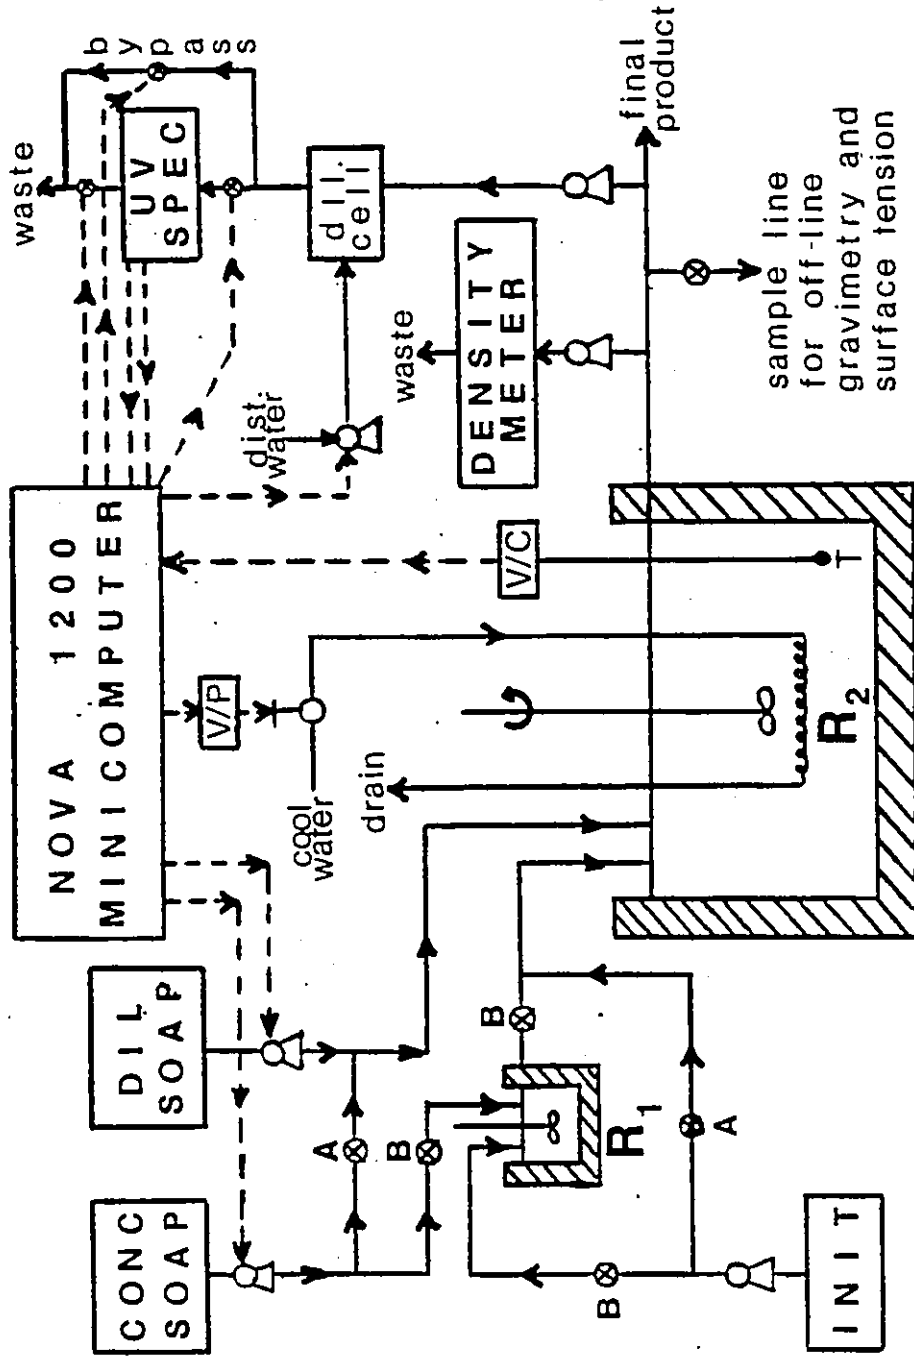 CONC
SOAP
DIL
SOAP
NOVA 1200
MINICOMPUTER
V/P
cool
water
drain
V/C
dist.
water
waste
UV
SPEC
bypass
dil.
cell
waste
DENSITY
METER
final
product
sample line
for off-line
gravimetry and
surface tension
A
B
B
R1
B
A
INIT
R2
T